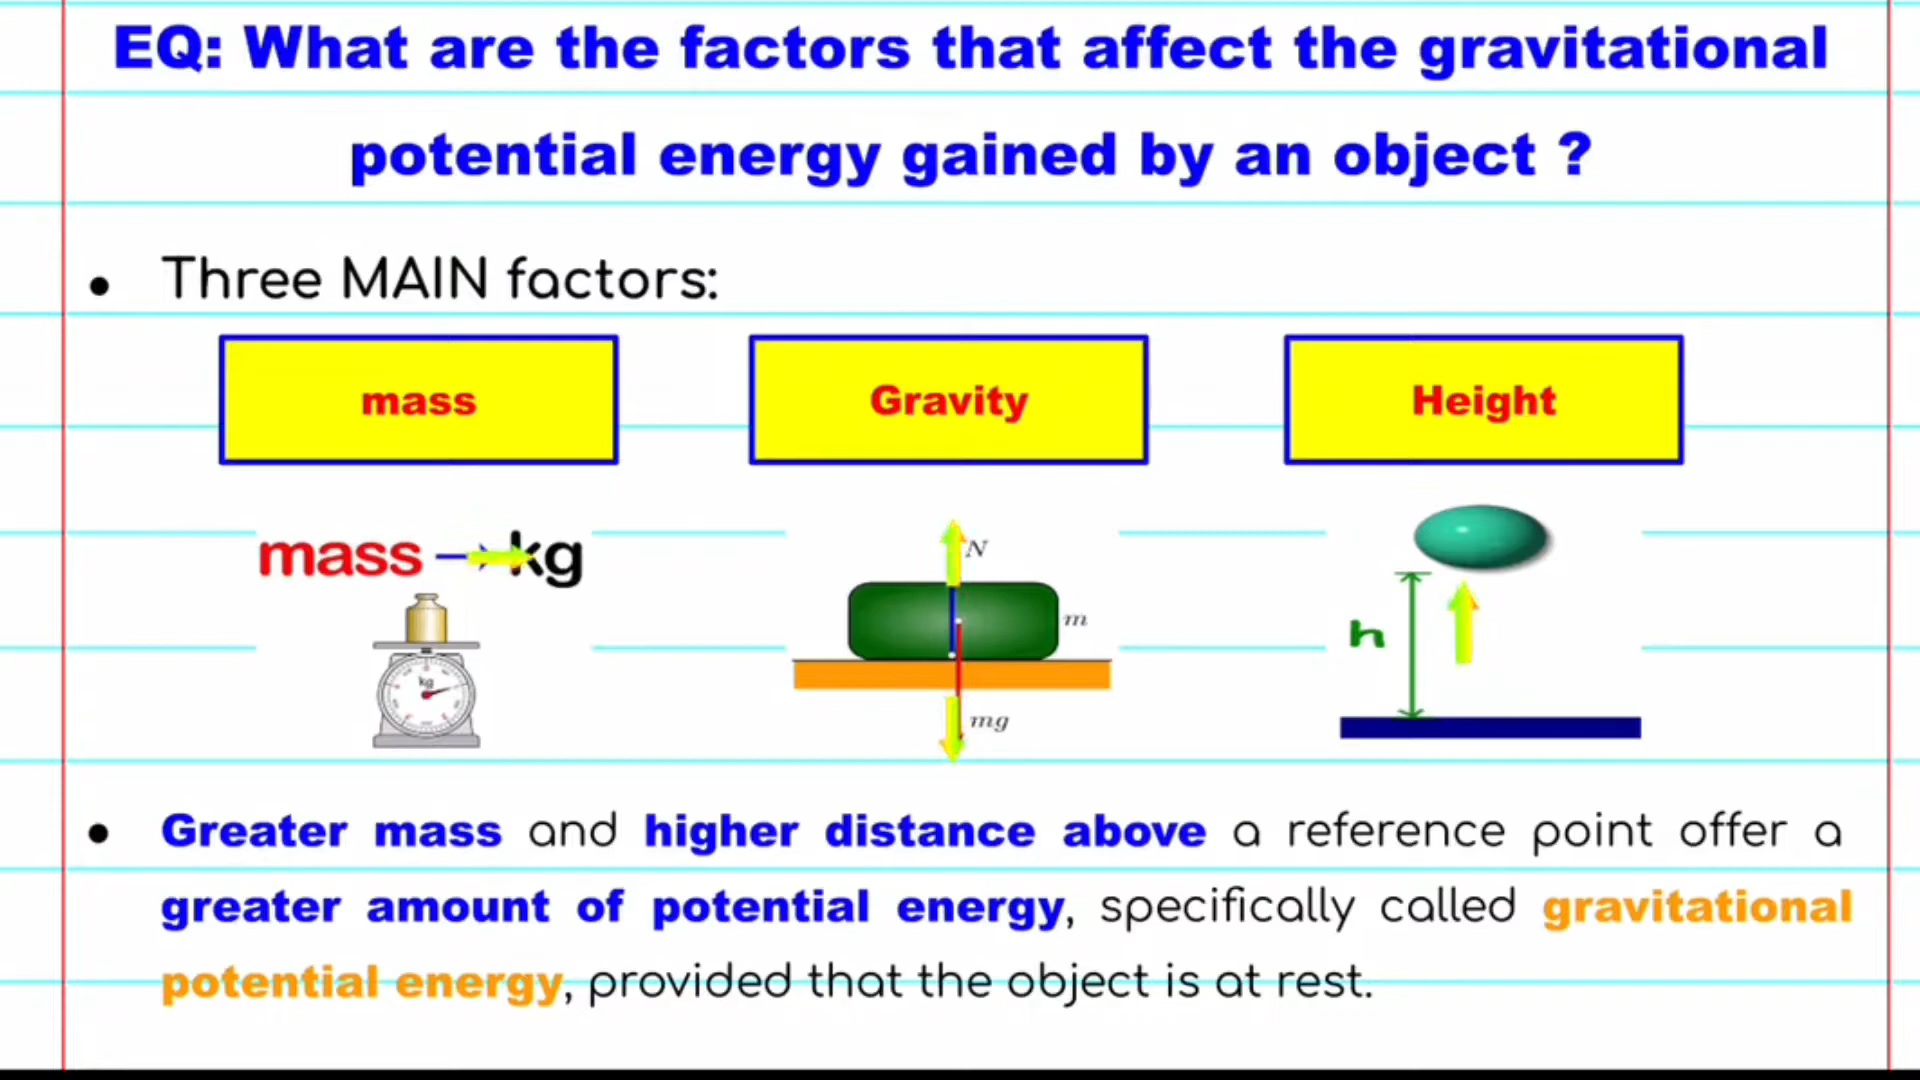 EQ: What are the factors that affect the gravitational
potential energy gained by an object ?
• Three MAIN factors:
mass
Gravity
Height
mass → kg
kg
N
m
mg
h
• Greater mass and higher distance above a reference point offer a
greater amount of potential energy, specifically called gravitational
potential energy, provided that the object is at rest.